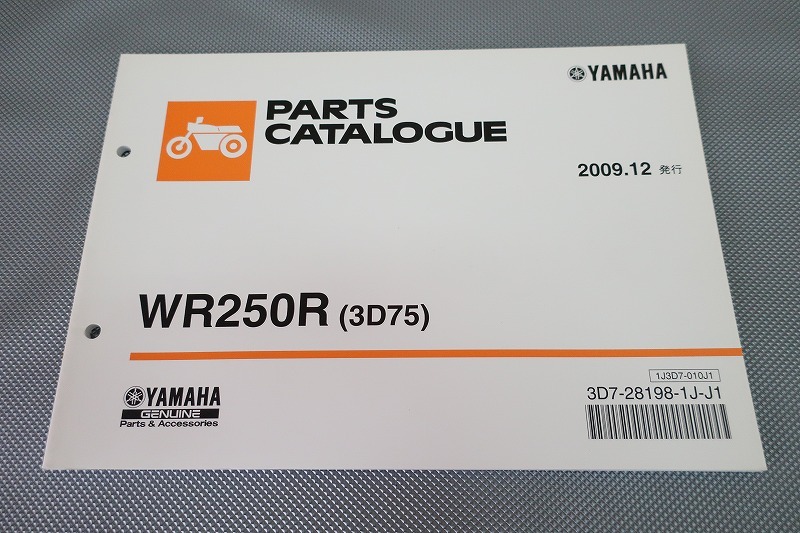 YAMAHA
PARTS
CATALOGUE
2009.12 発行
WR250R (3D75)
1J3D7-010J1
3D7-28198-1J-J1
YAMAHA
GENUINE
Parts & Accessories